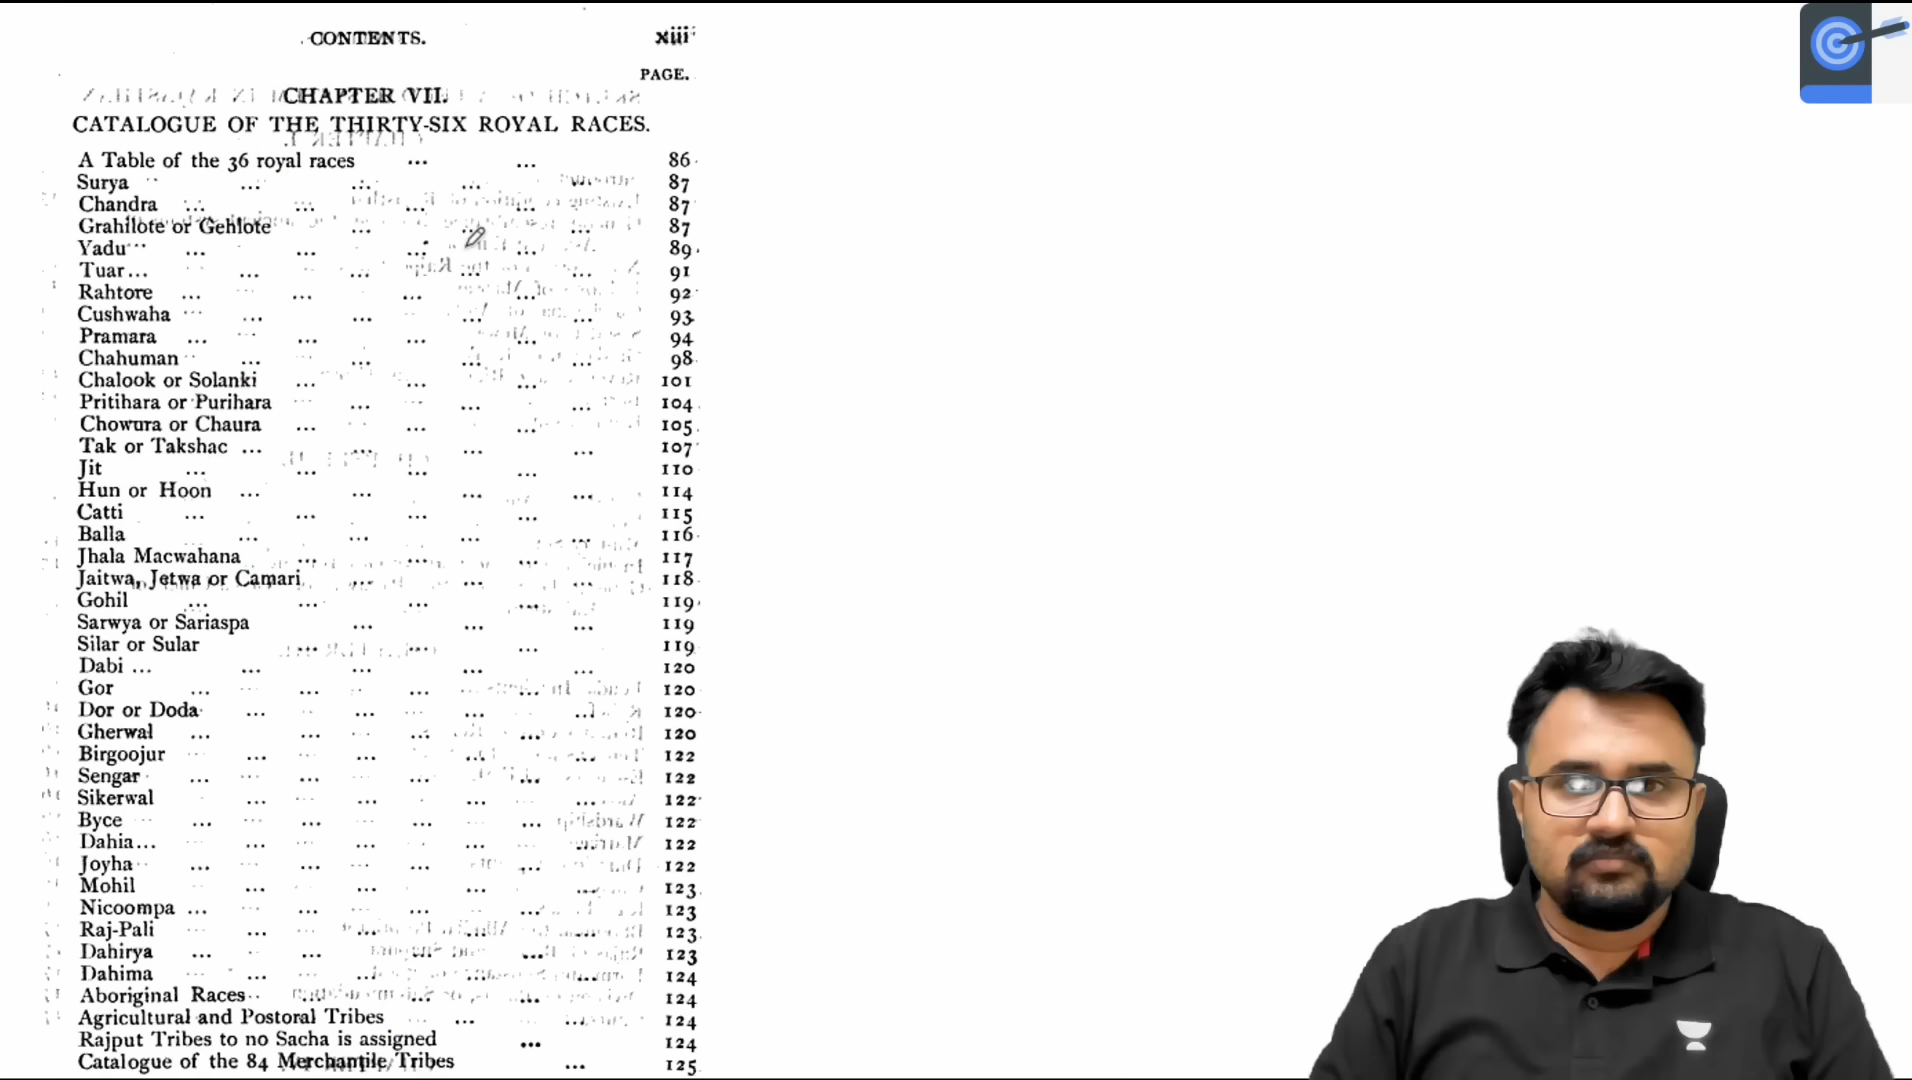 CONTENTS. xiii
PAGE.
CHAPTER VII.
CATALOGUE OF THE THIRTY-SIX ROYAL RACES.
A Table of the 36 royal races ... ... 86
Surya ... ... ... ... 87
Chandra ... ... ... ... 87
Grahilote or Gehlote ... ... ... 87
Yadu ... ... ... ... 89
Tuar... ... ... ... ... 91
Rahtore ... ... ... ... 92
Cushwaha ... ... ... ... 93
Pramara ... ... ... ... 94
Chahuman ... ... ... ... 98
Chalook or Solanki ... ... ... 101
Pritihara or Purihara ... ... ... 104
Chowura or Chaura ... ... ... 105
Tak or Takshac ... ... ... ... 107
Jit ... ... ... ... 110
Hun or Hoon ... ... ... ... 114
Catti ... ... ... ... 115
Balla ... ... ... ... 116
Jhala Macwahana ... ... ... 117
Jaitwa, Jetwa or Camari ... ... ... 118
Gohil ... ... ... ... 119
Sarwya or Sariaspa ... ... ... 119
Silar or Sular ... ... ... 119
Dabi ... ... ... ... ... 120
Gor ... ... ... ... 120
Dor or Doda ... ... ... ... 120
Gherwal ... ... ... ... 120
Birgoojur ... ... ... ... 122
Sengar ... ... ... ... 122
Sikerwal ... ... ... ... 122
Byce ... ... ... ... 122
Dahia... ... ... ... ... 122
Joyha ... ... ... ... 122
Mohil ... ... ... ... 123
Nicoompa ... ... ... ... 123
Raj-Pali ... ... ... ... 123
Dahirya ... ... ... ... 123
Dahima ... ... ... ... 124
Aboriginal Races ... ... ... 124
Agricultural and Postoral Tribes ... ... 124
Rajput Tribes to no Sacha is assigned ... 124
Catalogue of the 84 Merchantile Tribes ... 125